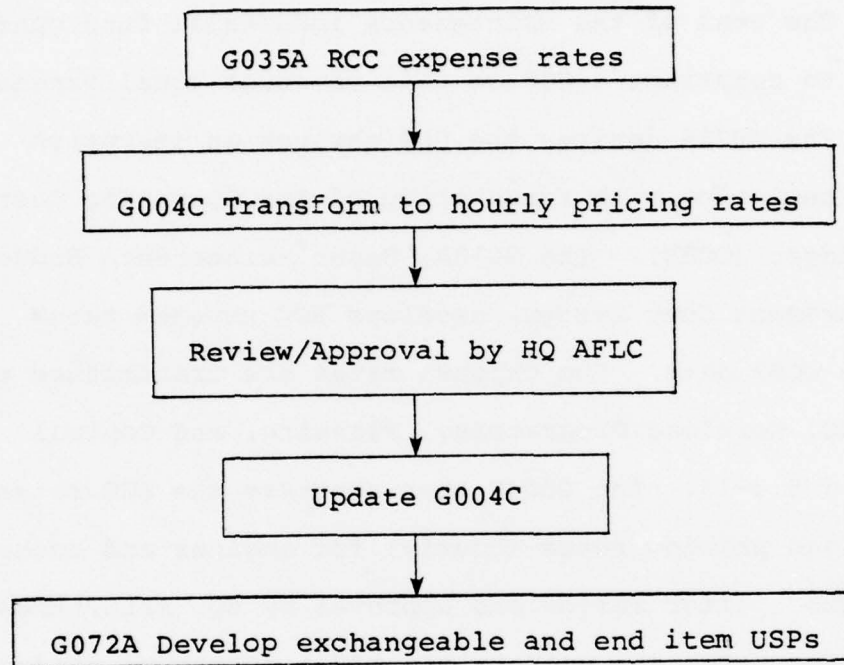 G035A RCC expense rates
G004C Transform to hourly pricing rates
Review/Approval by HQ AFLC
Update G004C
G072A Develop exchangeable and end item USPs